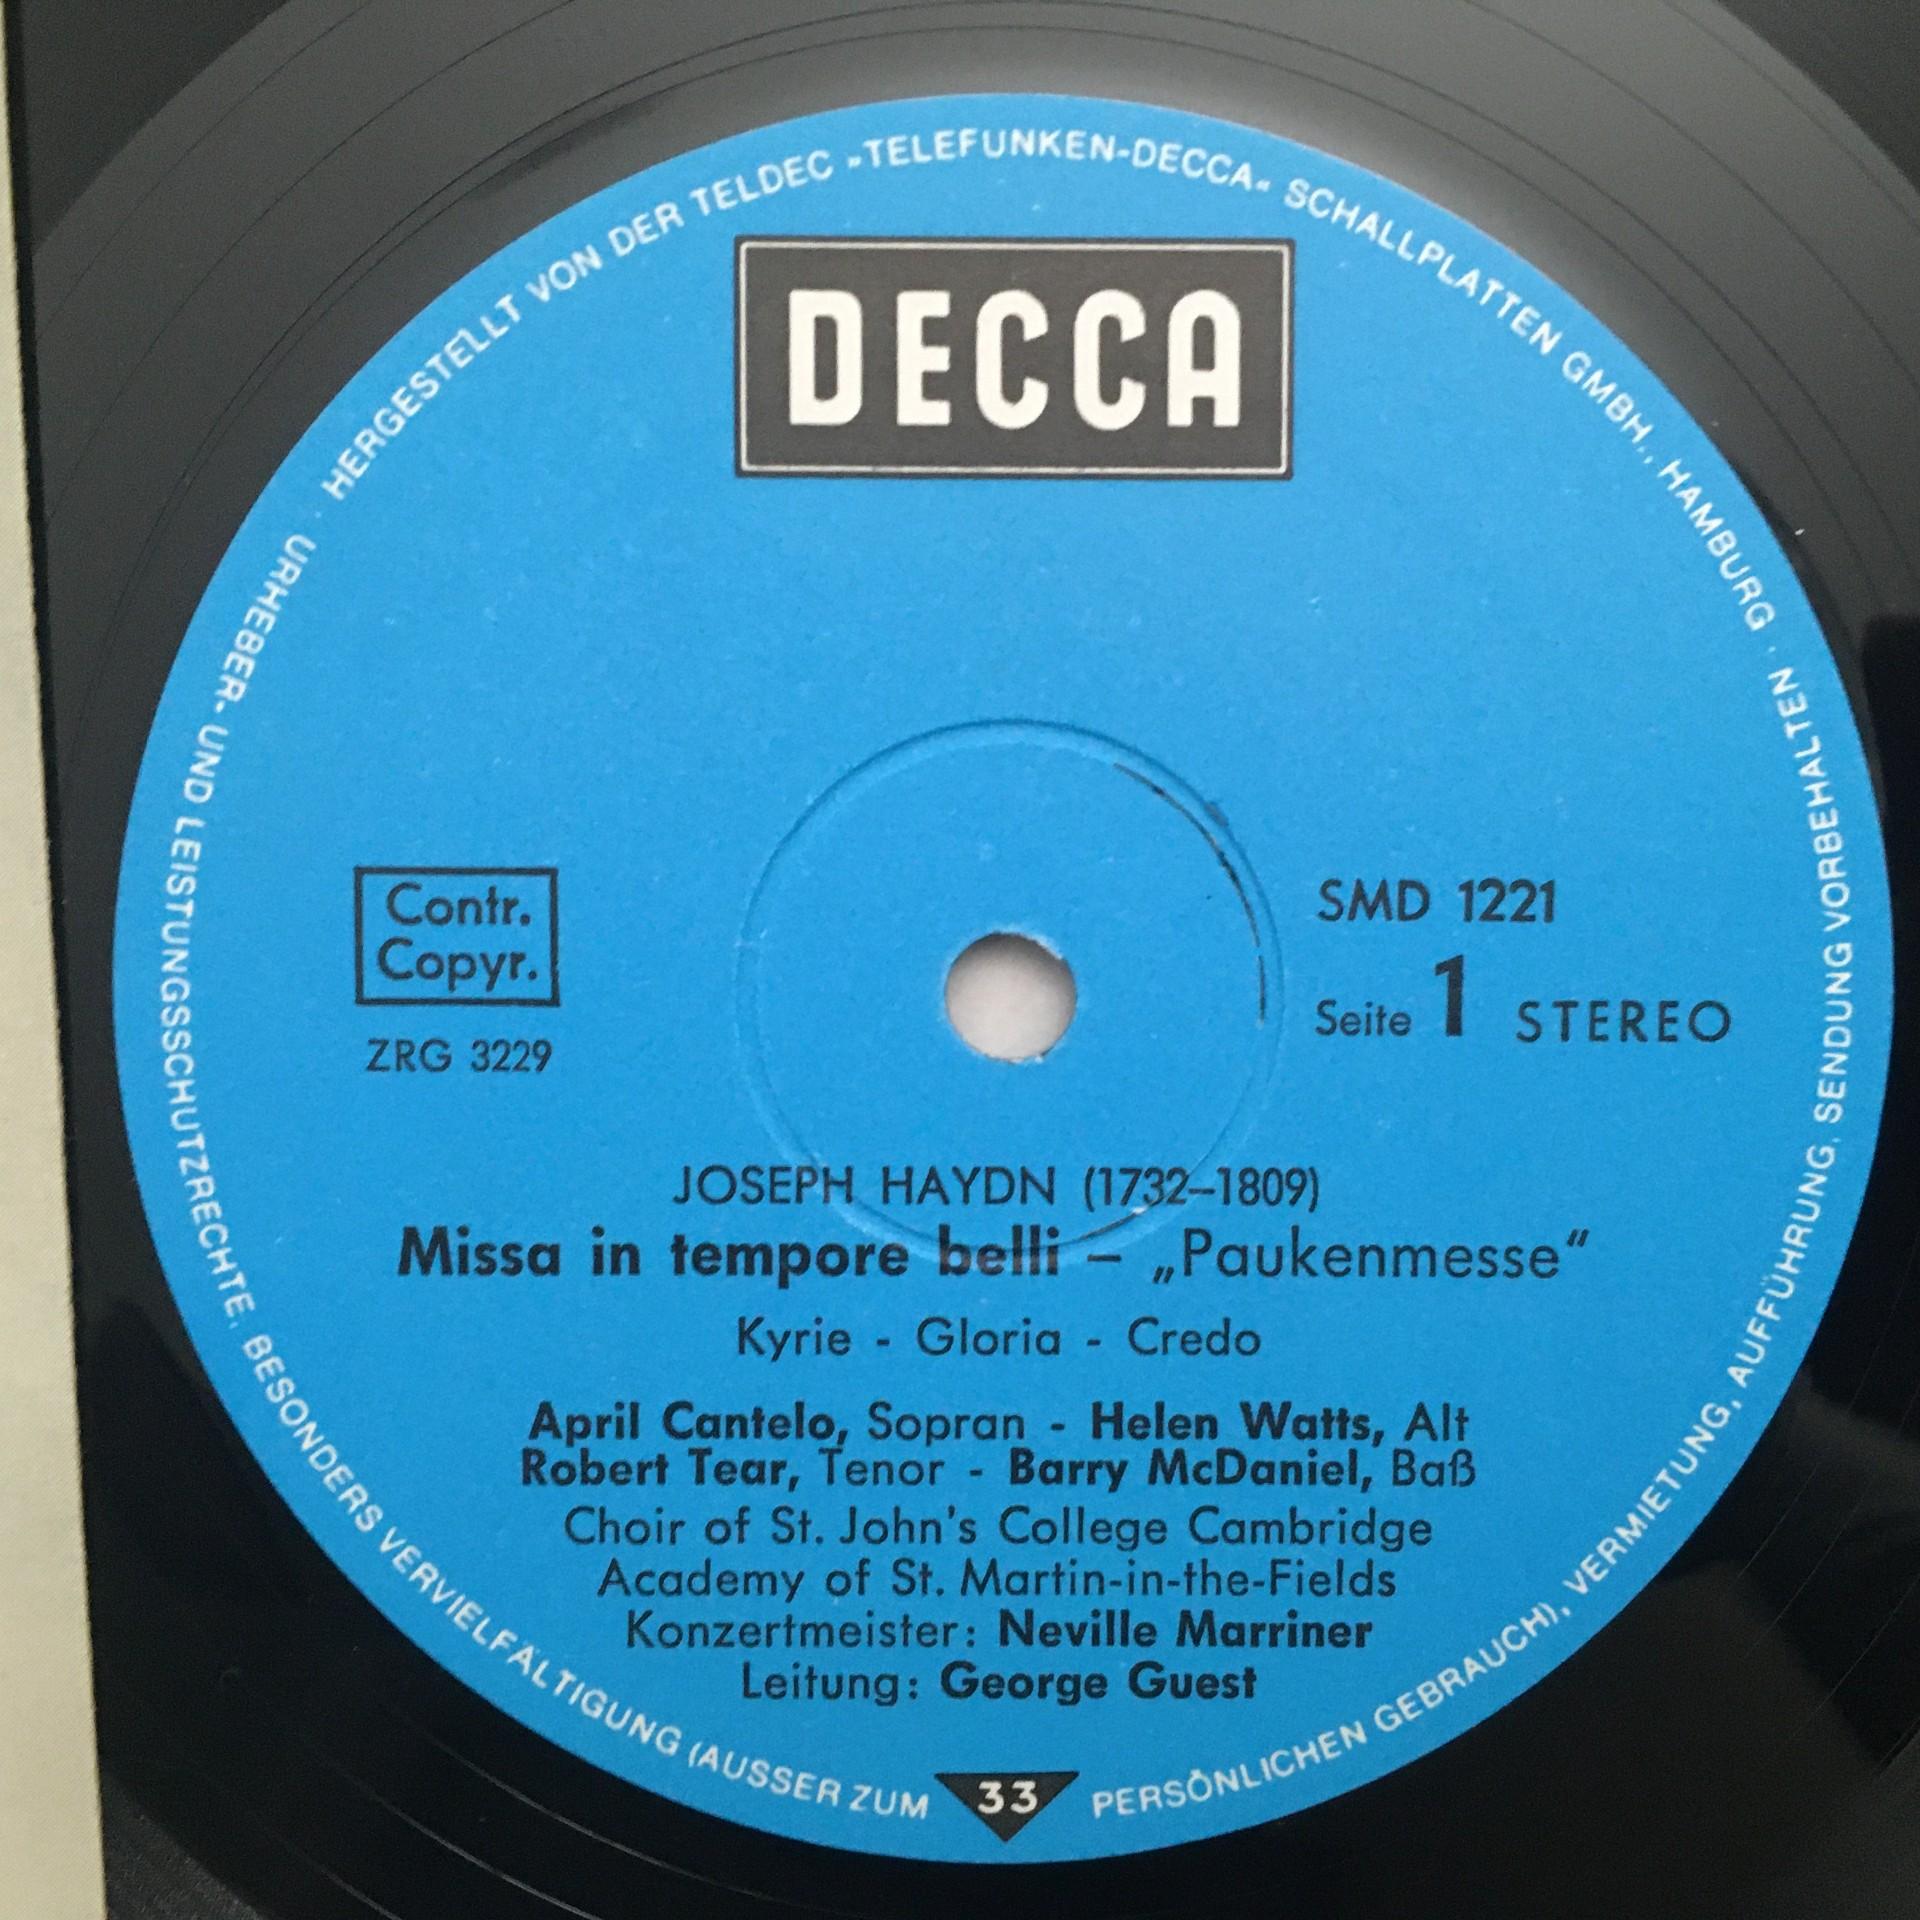 HERGESTELLT VON DER TELDEC »TELEFUNKEN-DECCA« SCHALLPLATTEN GMBH., HAMBURG · URHEBER- UND LEISTUNGSSCHUTZRECHTE, BESONDERS VERVIELFÄLTIGUNG (AUSSER ZUM PERSÖNLICHEN GEBRAUCH), VERMIETUNG, AUFFÜHRUNG, SENDUNG VORBEHALTEN ·
DECCA
Contr.
Copyr.
ZRG 3229
SMD 1221
Seite 1 STEREO
JOSEPH HAYDN (1732–1809)
Missa in tempore belli – „Paukenmesse“
Kyrie - Gloria - Credo
April Cantelo, Sopran - Helen Watts, Alt
Robert Tear, Tenor - Barry McDaniel, Baß
Choir of St. John's College Cambridge
Academy of St. Martin-in-the-Fields
Konzertmeister: Neville Marriner
Leitung: George Guest
33